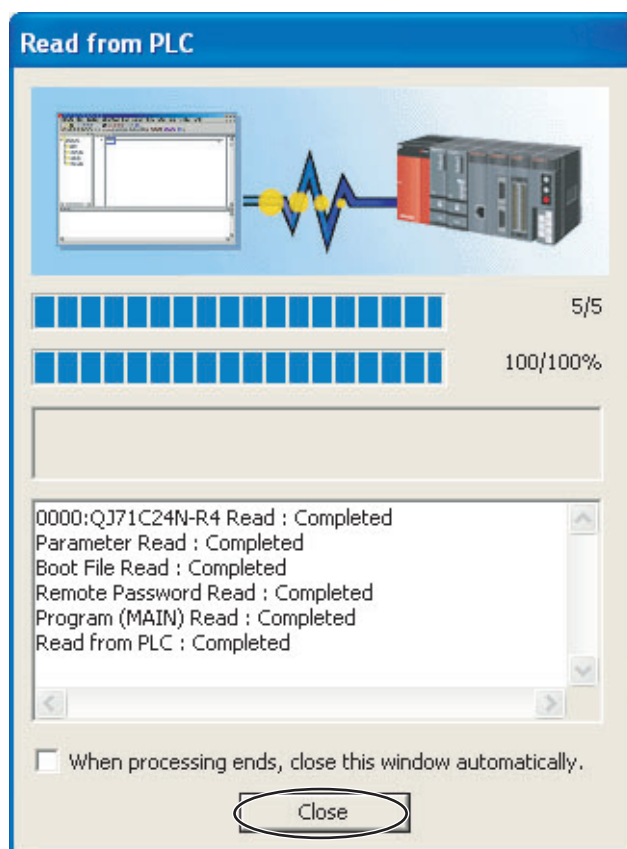 Read from PLC
5/5
100/100%
0000:QJ71C24N-R4 Read : Completed
Parameter Read : Completed
Boot File Read : Completed
Remote Password Read : Completed
Program (MAIN) Read : Completed
Read from PLC : Completed
When processing ends, close this window automatically.
Close